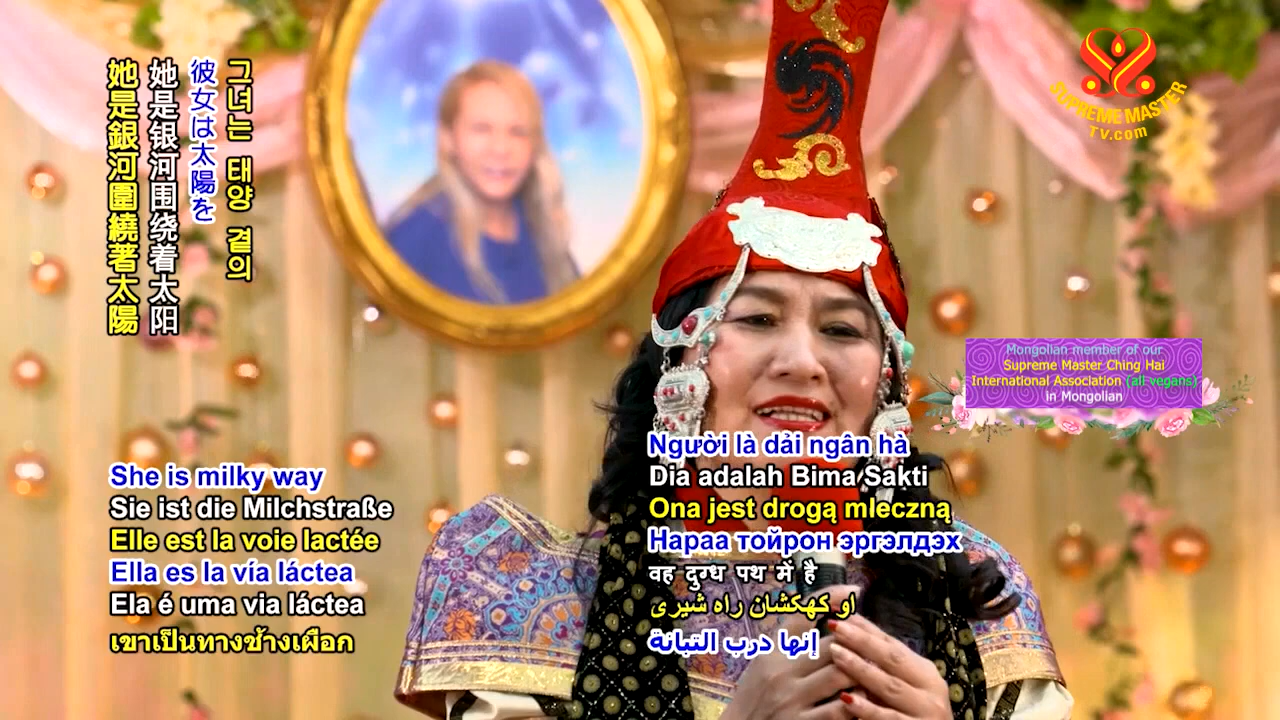 그녀는 태양 곁의
彼女は太陽を
她是银河围绕着太阳
她是銀河圍繞著太陽
SUPREME MASTER
TV.com
Mongolian member of our
Supreme Master Ching Hai
International Association (all vegans)
in Mongolian
She is milky way
Sie ist die Milchstraße
Elle est la voie lactée
Ella es la vía láctea
Ela é uma via láctea
เขาเป็นทางช้างเผือก
Người là dải ngân hà
Dia adalah Bima Sakti
Ona jest drogą mleczną
Нараа тойрон эргэлдэх
वह दुग्ध पथ में है
او کهکشان راه شیری
إنها درب التبانة